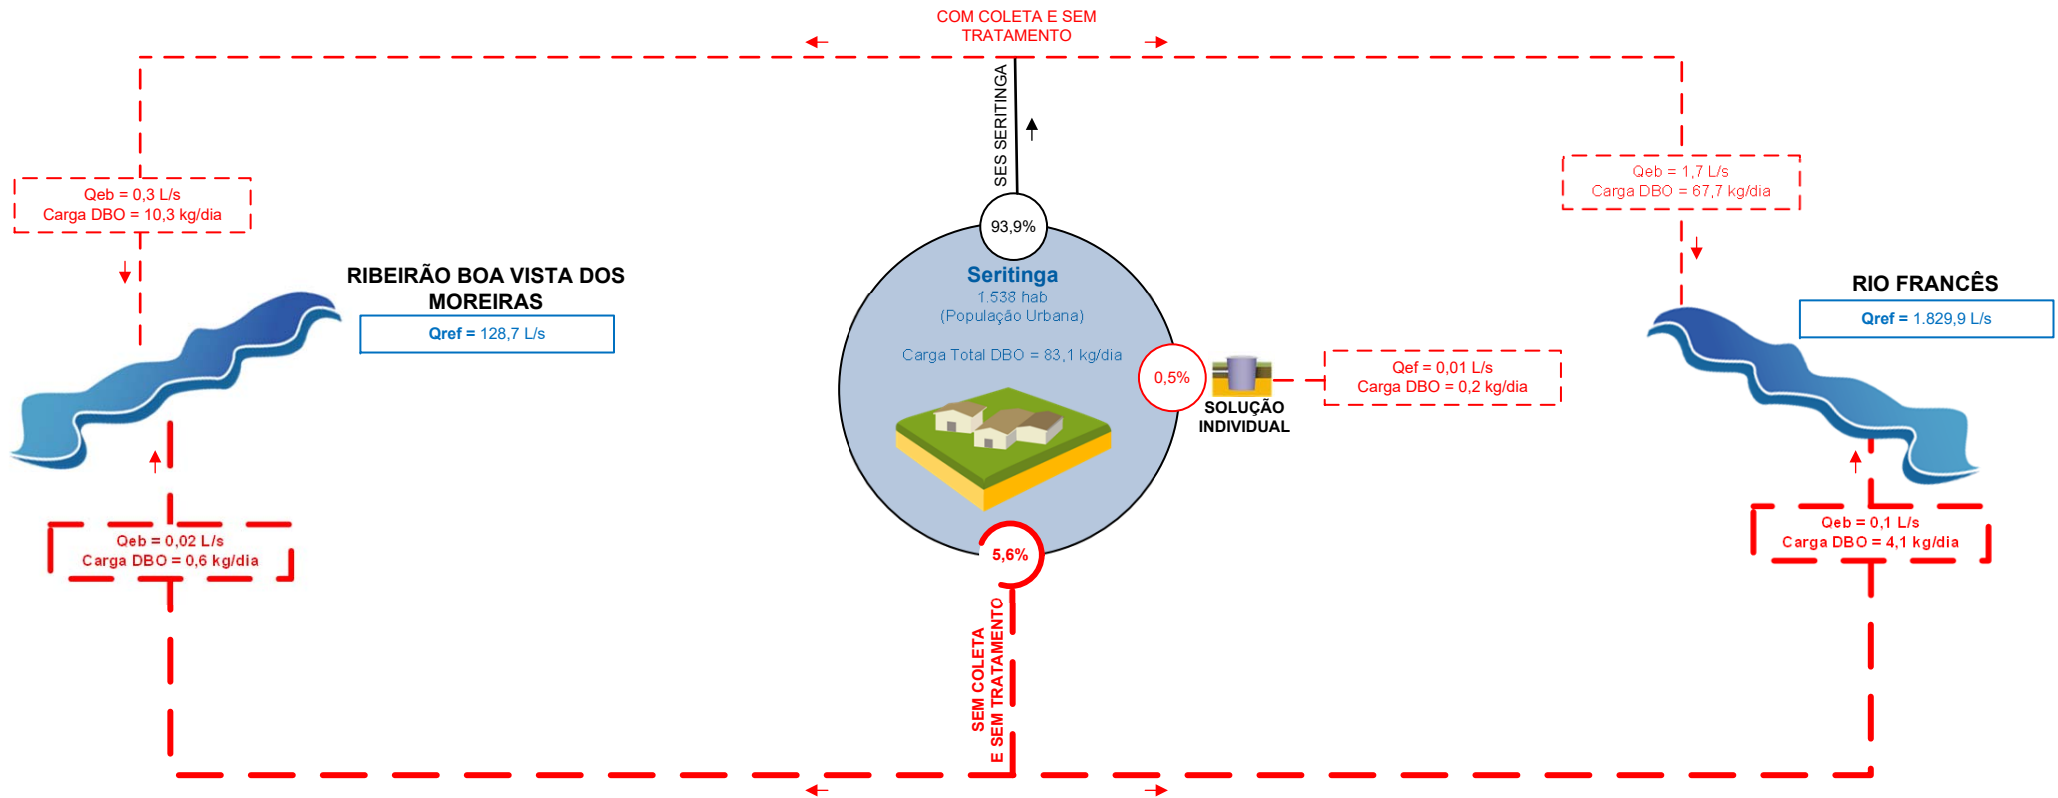 COM COLETA E SEM
TRATAMENTO
SES SERITINGA
Qeb = 0,3 L/s
Carga DBO = 10,3 kg/dia
Qeb = 1,7 L/s
Carga DBO = 67,7 kg/dia
93,9%
RIBEIRÃO BOA VISTA DOS
MOREIRAS
Qref = 128,7 L/s
Seritinga
1.538 hab
(População Urbana)
Carga Total DBO = 83,1 kg/dia
RIO FRANCÊS
Qref = 1.829,9 L/s
0,5%
SOLUÇÃO
INDIVIDUAL
Qef = 0,01 L/s
Carga DBO = 0,2 kg/dia
Qeb = 0,02 L/s
Carga DBO = 0,6 kg/dia
5,6%
Qeb = 0,1 L/s
Carga DBO = 4,1 kg/dia
SEM COLETA
E SEM TRATAMENTO